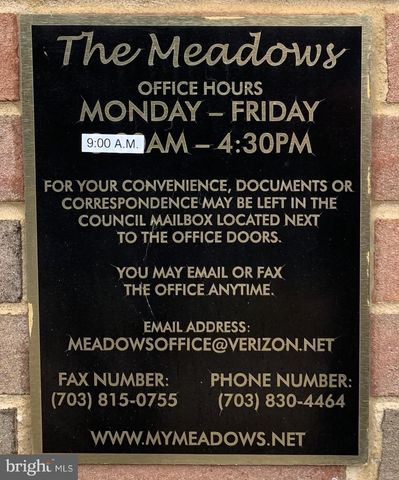 The Meadows
OFFICE HOURS
MONDAY – FRIDAY
9:00 A.M. AM – 4:30PM
FOR YOUR CONVENIENCE, DOCUMENTS OR
CORRESPONDENCE MAY BE LEFT IN THE
COUNCIL MAILBOX LOCATED NEXT
TO THE OFFICE DOORS.
YOU MAY EMAIL OR FAX
THE OFFICE ANYTIME.
EMAIL ADDRESS:
MEADOWSOFFICE@VERIZON.NET
FAX NUMBER: PHONE NUMBER:
(703) 815-0755 (703) 830-4464
WWW.MYMEADOWS.NET
bright MLS